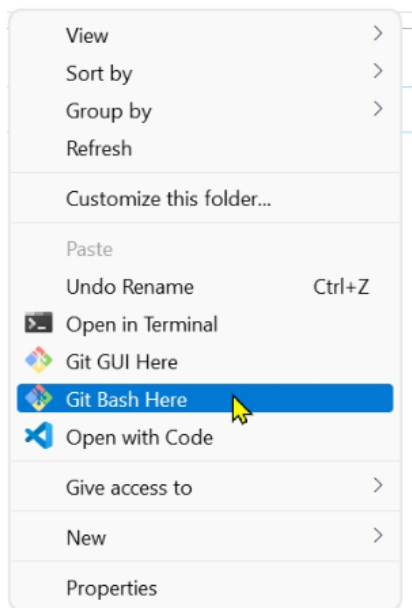 View
Sort by
Group by
Refresh
Customize this folder...
Paste
Undo Rename Ctrl+Z
Open in Terminal
Git GUI Here
Git Bash Here
Open with Code
Give access to
New
Properties